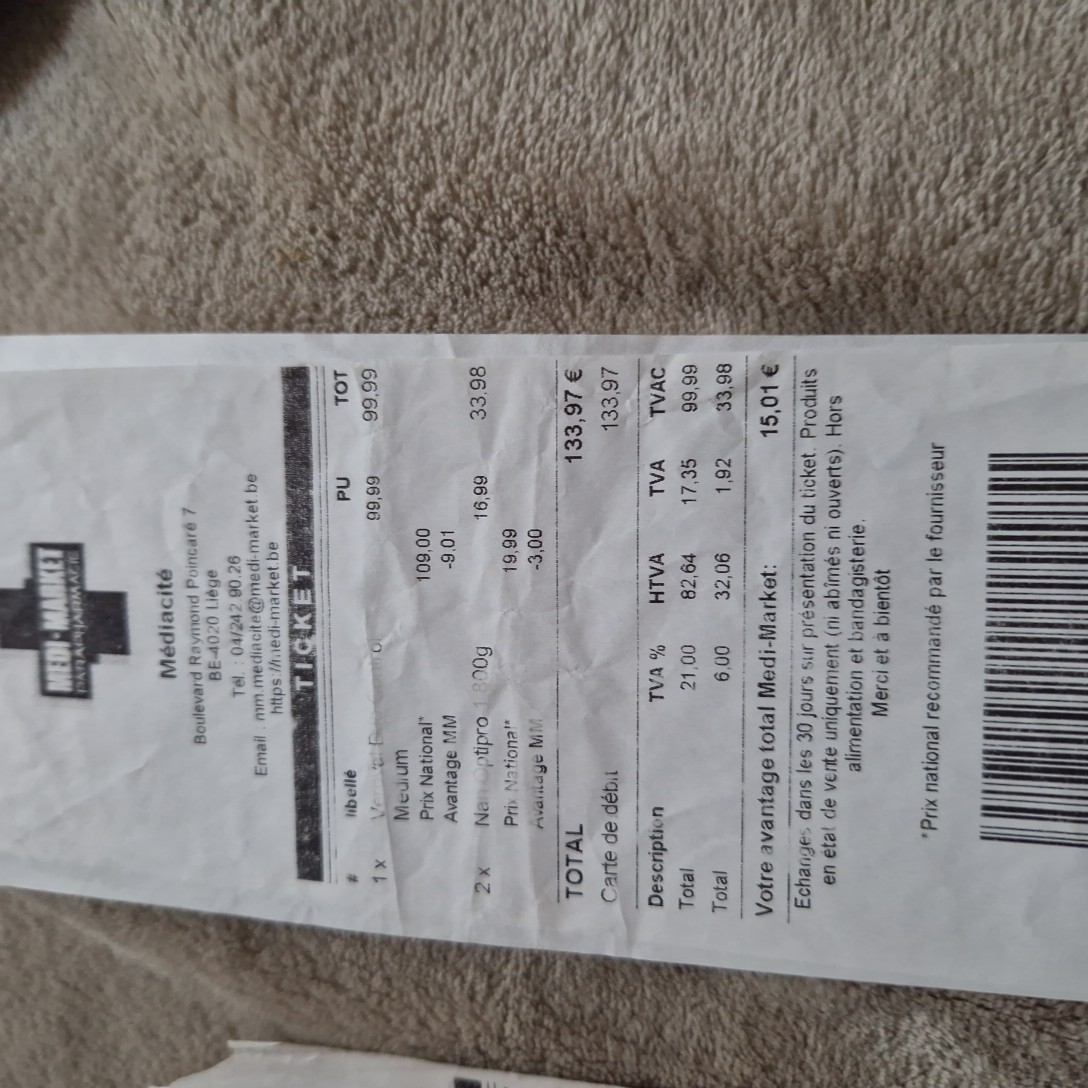 MEDI-MARKET
PARAPHARMACIE
Médiacité
Boulevard Raymond Poincaré 7
BE-4020 Liège
Tel. : 04/242.90.26
Email : mm.mediacite@medi-market.be
https://medi-market.be
TICKET
# libellé PU TOT
1 x 99,99 99,99
Medium
Prix National* 109,00
Avantage MM -9,01
2 x Nan Optipro 1 800g 16,99 33,98
Prix National* 19,99
Avantage MM -3,00
TOTAL 133,97 €
Carte de débit 133,97
Description TVA % HTVA TVA TVAC
Total 21,00 82,64 17,35 99,99
Total 6,00 32,06 1,92 33,98
Votre avantage total Medi-Market: 15,01 €
Echanges dans les 30 jours sur présentation du ticket. Produits
en état de vente uniquement (ni abîmés ni ouverts). Hors
alimentation et bandagisterie.
Merci et à bientôt
*Prix national recommandé par le fournisseur